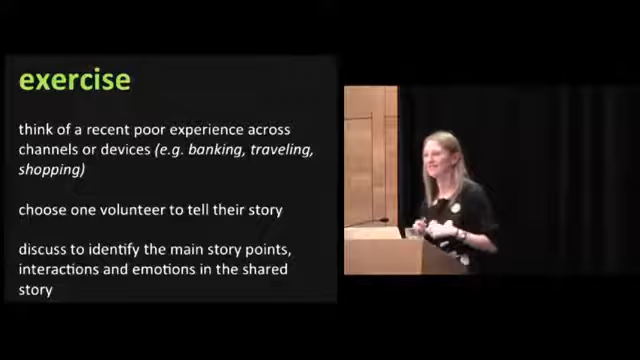 exercise
think of a recent poor experience across
channels or devices (e.g. banking, traveling,
shopping)
choose one volunteer to tell their story
discuss to identify the main story points,
interactions and emotions in the shared
story